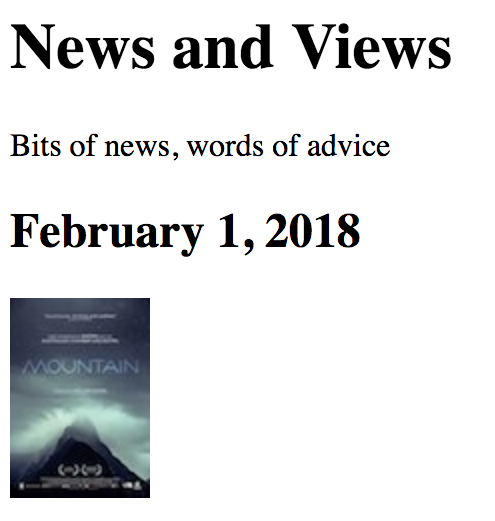 News and Views
Bits of news, words of advice
February 1, 2018
MOUNTAIN